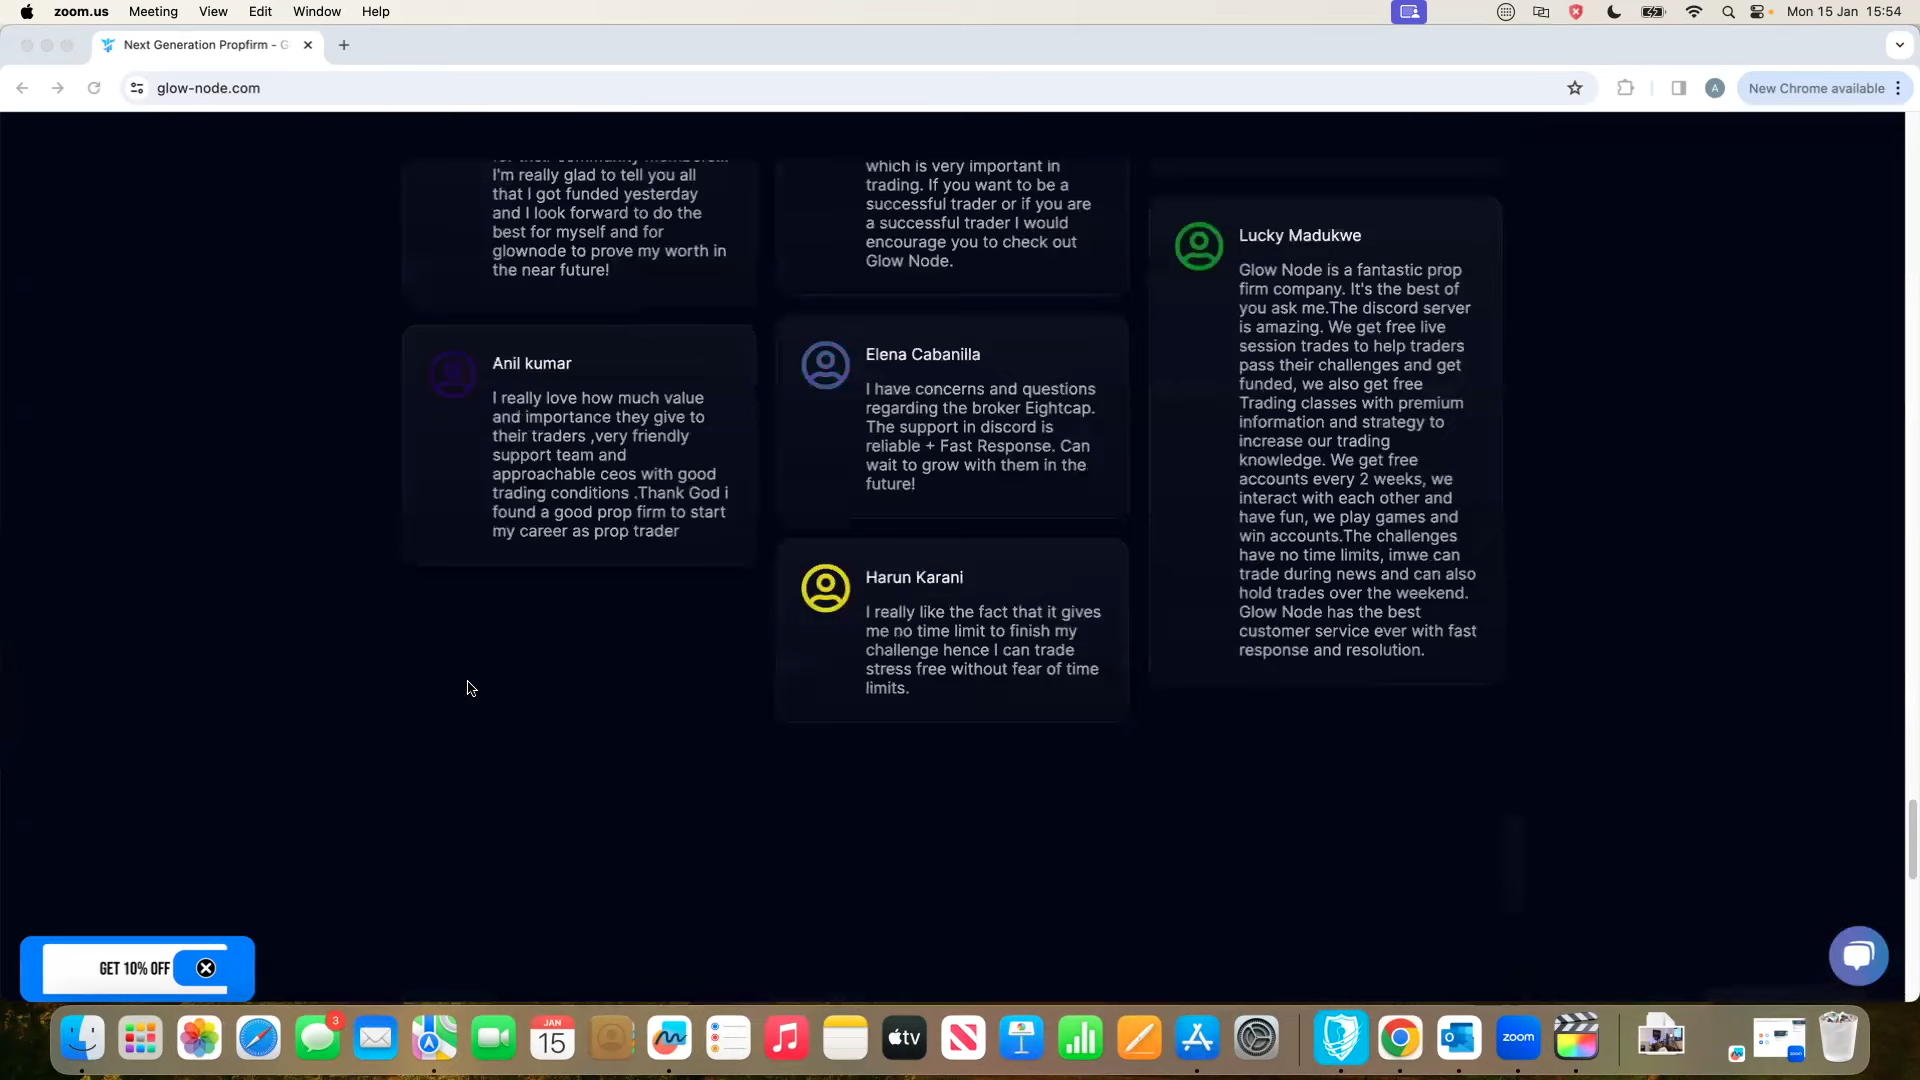 zoom.us Meeting View Edit Window Help
Mon 15 Jan 15:54
Next Generation Propfirm - G
glow-node.com
A
New Chrome available
I'm really glad to tell you all
that I got funded yesterday
and I look forward to do the
best for myself and for
glownode to prove my worth in
the near future!
Anil kumar
I really love how much value
and importance they give to
their traders ,very friendly
support team and
approachable ceos with good
trading conditions .Thank God i
found a good prop firm to start
my career as prop trader
which is very important in
trading. If you want to be a
successful trader or if you are
a successful trader I would
encourage you to check out
Glow Node.
Elena Cabanilla
I have concerns and questions
regarding the broker Eightcap.
The support in discord is
reliable + Fast Response. Can
wait to grow with them in the
future!
Harun Karani
I really like the fact that it gives
me no time limit to finish my
challenge hence I can trade
stress free without fear of time
limits.
Lucky Madukwe
Glow Node is a fantastic prop
firm company. It's the best of
you ask me.The discord server
is amazing. We get free live
session trades to help traders
pass their challenges and get
funded, we also get free
Trading classes with premium
information and strategy to
increase our trading
knowledge. We get free
accounts every 2 weeks, we
interact with each other and
have fun, we play games and
win accounts.The challenges
have no time limits, imwe can
trade during news and can also
hold trades over the weekend.
Glow Node has the best
customer service ever with fast
response and resolution.
GET 10% OFF
3
JAN
15
tv
zoom